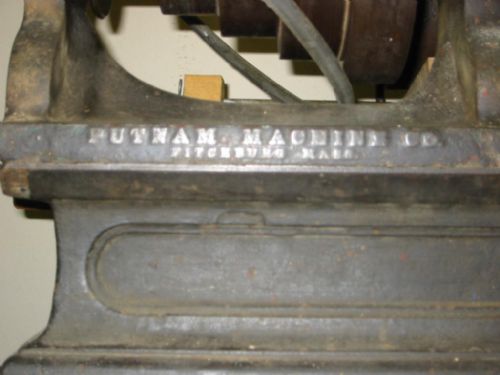 PUTNAM MACHINE CO.
FITCHBURG MASS.